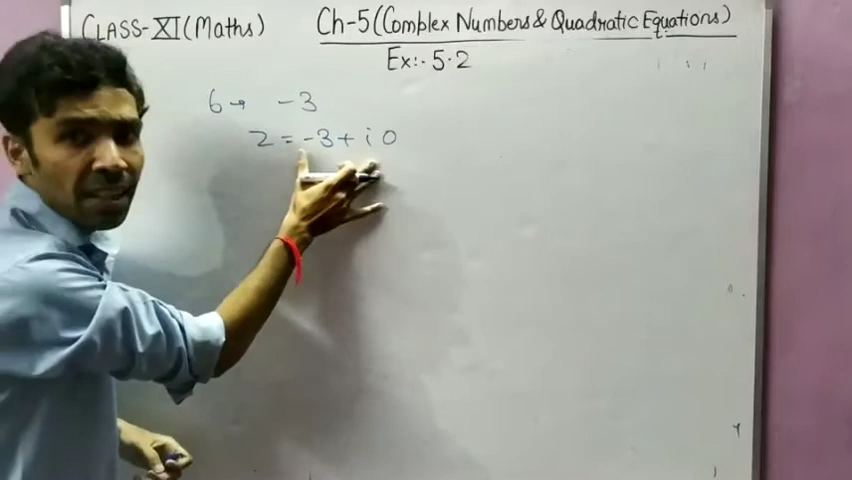 CLASS-XI(Maths)
Ch-5(Complex Numbers & Quadratic Equations)
Ex:- 5.2
6→ -3
z = -3 + i 0